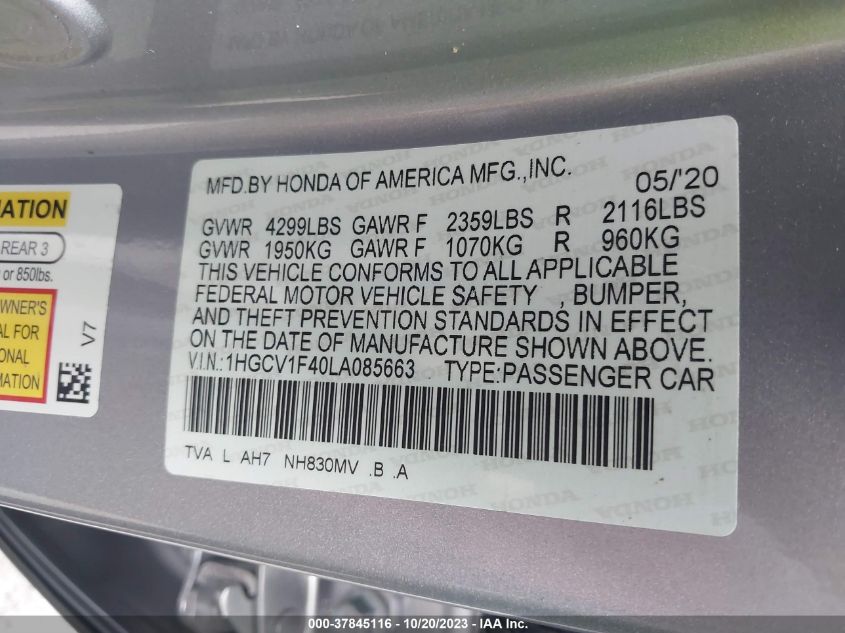 MFD.BY HONDA OF AMERICA MFG.,INC. 05/'20
GVWR 4299LBS GAWR F 2359LBS R 2116LBS
GVWR 1950KG GAWR F 1070KG R 960KG
THIS VEHICLE CONFORMS TO ALL APPLICABLE
FEDERAL MOTOR VEHICLE SAFETY , BUMPER,
AND THEFT PREVENTION STANDARDS IN EFFECT
ON THE DATE OF MANUFACTURE SHOWN ABOVE.
V.I.N.:1HGCV1F40LA085663 TYPE:PASSENGER CAR
TVA L AH7 NH830MV .B .A
MATION
REAR 3
or 850lbs.
WNER'S
AL FOR
ONAL
MATION
V7
HONDA
000-37845116 - 10/20/2023 - IAA Inc.